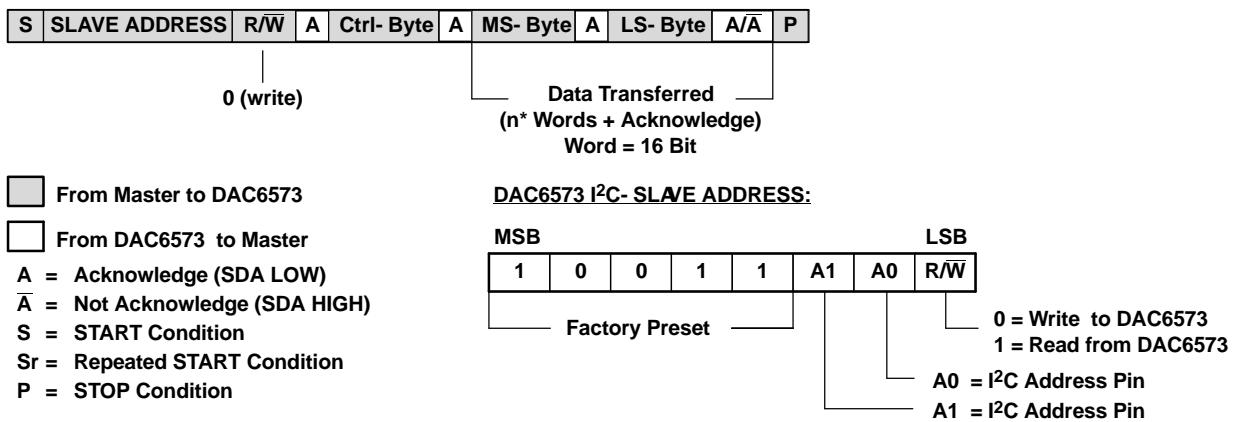 S SLAVE ADDRESS R/W̅ A Ctrl- Byte A MS- Byte A LS- Byte A/A̅ P
0 (write)
Data Transferred
(n* Words + Acknowledge)
Word = 16 Bit
From Master to DAC6573
From DAC6573 to Master
A = Acknowledge (SDA LOW)
A̅ = Not Acknowledge (SDA HIGH)
S = START Condition
Sr = Repeated START Condition
P = STOP Condition
DAC6573 I²C- SLAVE ADDRESS:
MSB LSB
1 0 0 1 1 A1 A0 R/W̅
Factory Preset
0 = Write to DAC6573
1 = Read from DAC6573
A0 = I²C Address Pin
A1 = I²C Address Pin